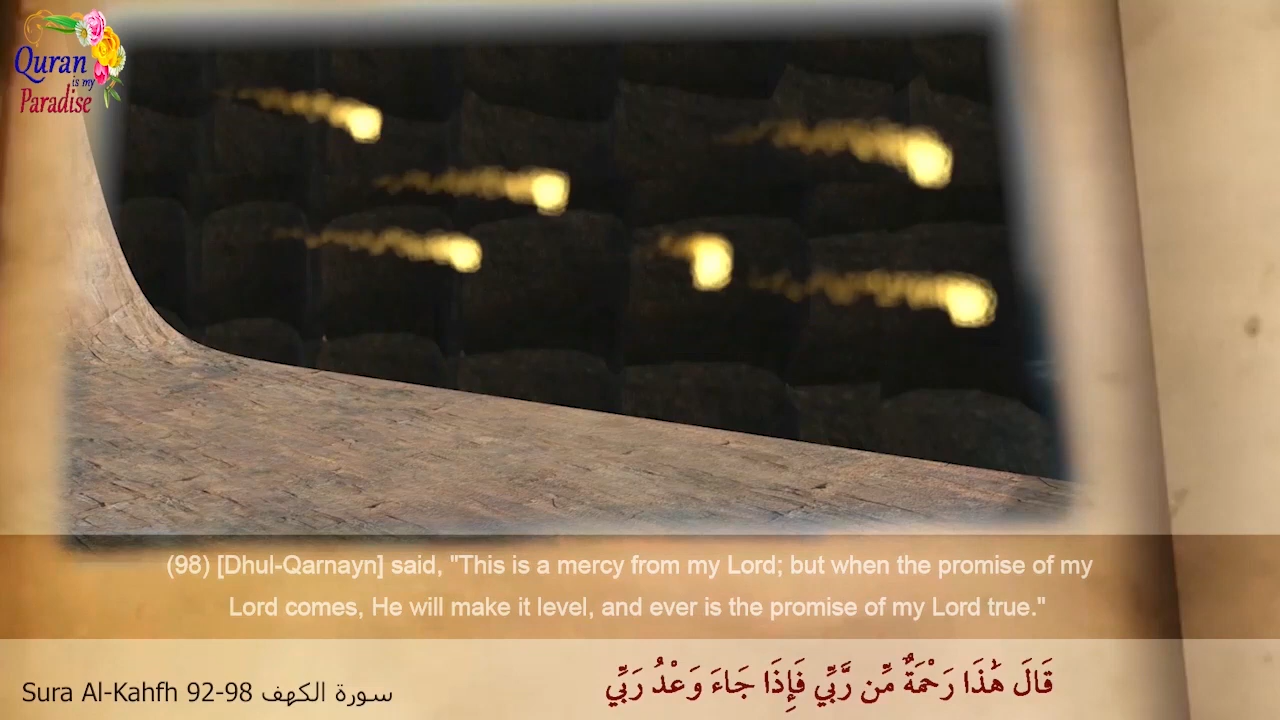 Quran
is my
Paradise
(98) [Dhul-Qarnayn] said, "This is a mercy from my Lord; but when the promise of my
Lord comes, He will make it level, and ever is the promise of my Lord true."
قَالَ هَٰذَا رَحْمَةٌ مِّن رَّبِّي فَإِذَا جَاءَ وَعْدُ رَبِّي
Sura Al-Kahfh 92-98 سورة الكهف